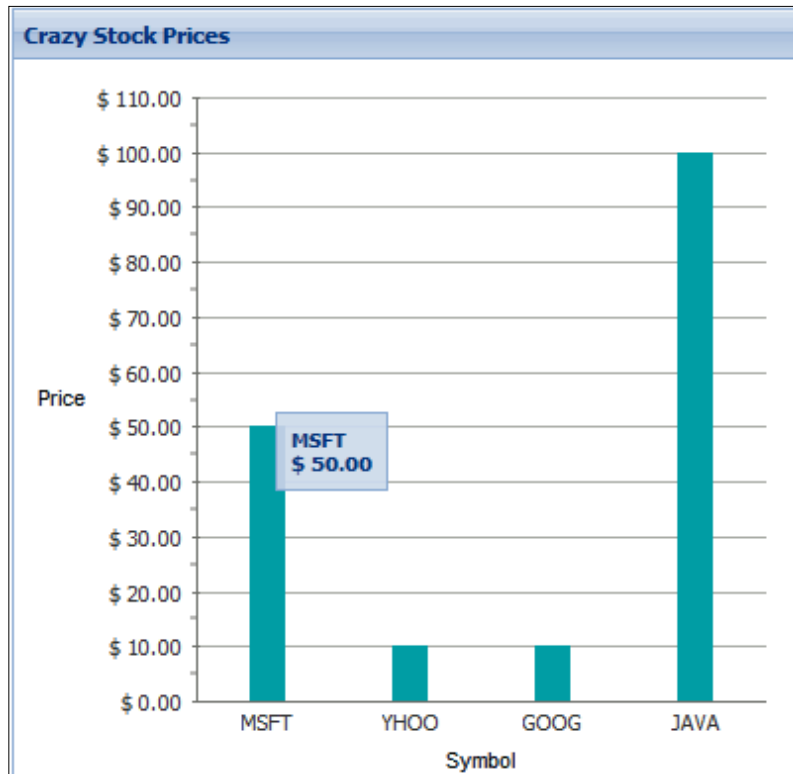 Crazy Stock Prices
$ 110.00
$ 100.00
$ 90.00
$ 80.00
$ 70.00
$ 60.00
Price
$ 50.00
MSFT
$ 50.00
$ 40.00
$ 30.00
$ 20.00
$ 10.00
$ 0.00
MSFT YHOO GOOG JAVA
Symbol